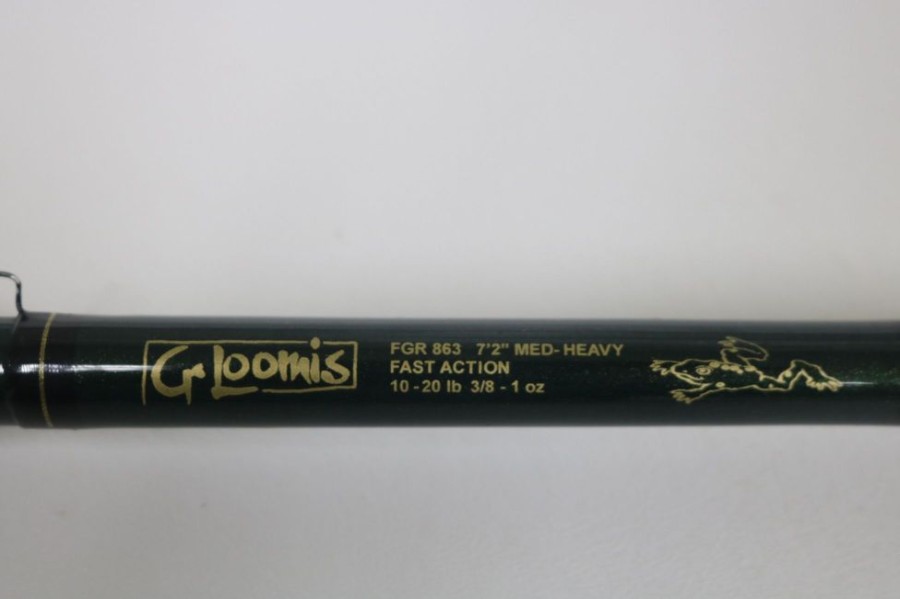 G Loomis
FGR 863 7'2" MED-HEAVY
FAST ACTION
10-20 lb 3/8-1 oz